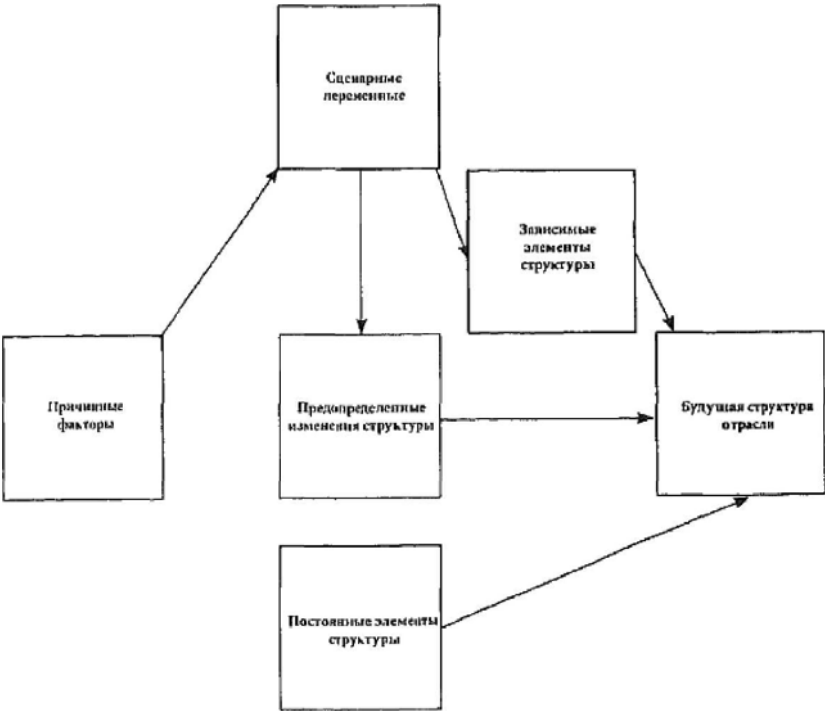 Сценарные
переменные
Зависимые
элементы
структуры
Причинные
факторы
Предопределенные
изменения структуры
Будущая структура
отрасли
Постоянные элементы
структуры